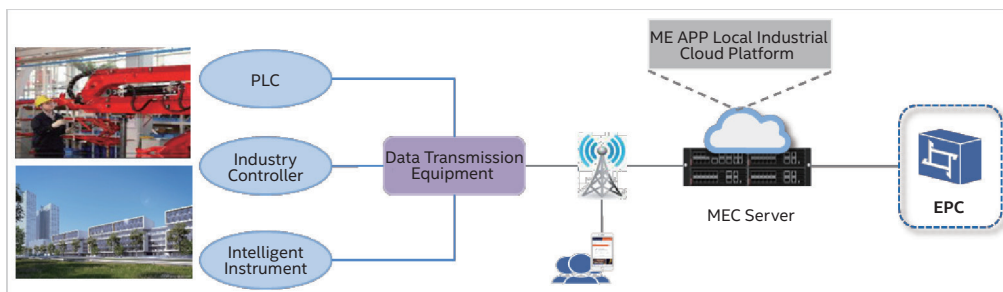 ME APP Local Industrial
Cloud Platform
PLC
Industry
Controller
Data Transmission
Equipment
MEC Server
EPC
Intelligent
Instrument